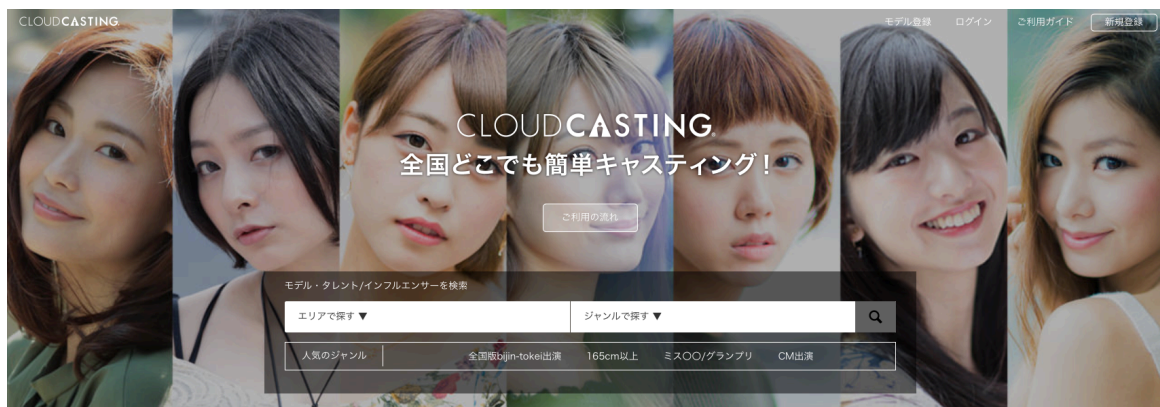 CLOUDCASTING
モデル登録 ログイン ご利用ガイド 新規登録
CLOUDCASTING
全国どこでも簡単キャスティング！
ご利用の流れ
モデル・タレント/インフルエンサーを検索
エリアで探す ▼ ジャンルで探す ▼
人気のジャンル 全国版bijin-tokei出演 165cm以上 ミス○○/グランプリ CM出演